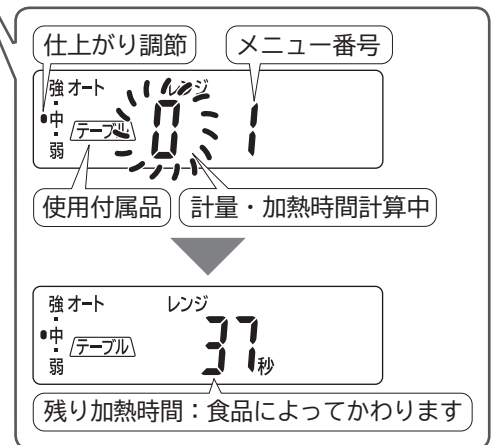 仕上がり調節 メニュー番号
強 オート レンジ
中 テーブル 0 1
弱
使用付属品 計量・加熱時間計算中
強 オート レンジ
中 テーブル 37秒
弱
残り加熱時間：食品によってかわります